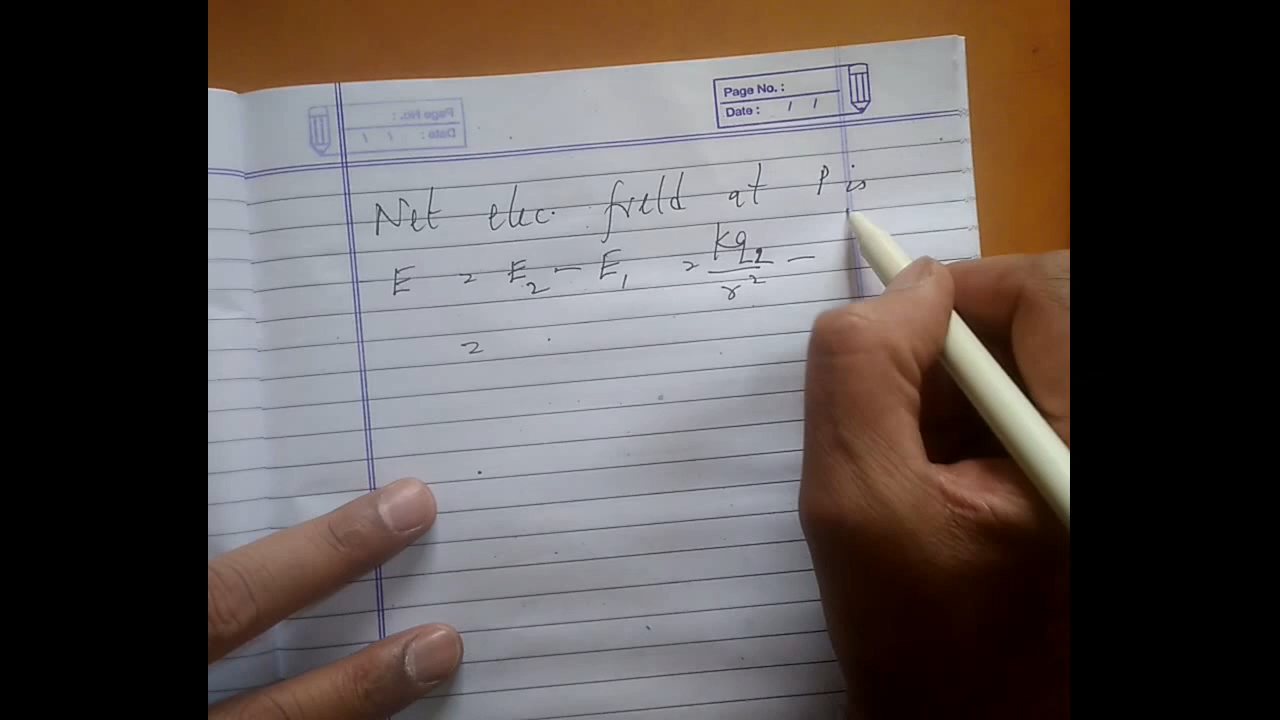 Page No. :
Date : / /
Net elec. field at P is
E = E₂ - E₁ = kq₂/r² -
=